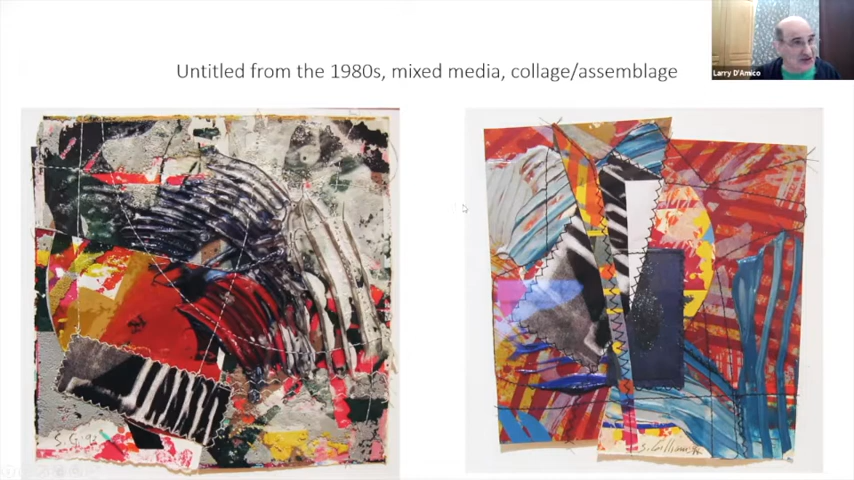 Larry D'Amico
Untitled from the 1980s, mixed media, collage/assemblage